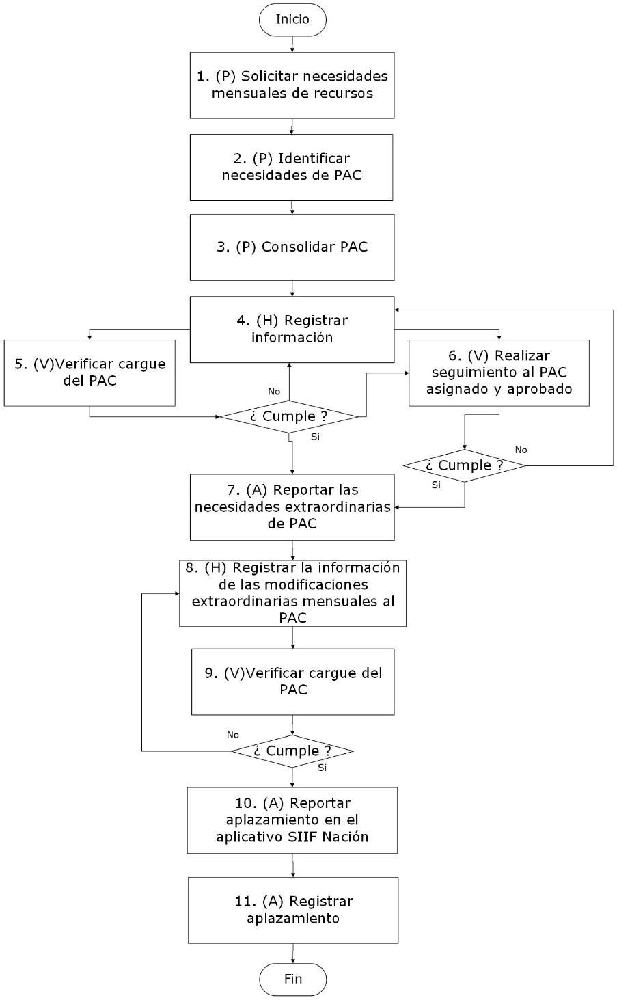 Inicio
1. (P) Solicitar necesidades
mensuales de recursos
2. (P) Identificar
necesidades de PAC
3. (P) Consolidar PAC
4. (H) Registrar
información
5. (V)Verificar cargue
del PAC
6. (V) Realizar
seguimiento al PAC
asignado y aprobado
No
¿ Cumple ?
Si
No
¿ Cumple ?
Si
7. (A) Reportar las
necesidades extraordinarias
de PAC
8. (H) Registrar la información
de las modificaciones
extraordinarias mensuales al
PAC
9. (V)Verificar cargue del
PAC
No
¿ Cumple ?
Si
10. (A) Reportar
aplazamiento en el
aplicativo SIIF Nación
11. (A) Registrar
aplazamiento
Fin